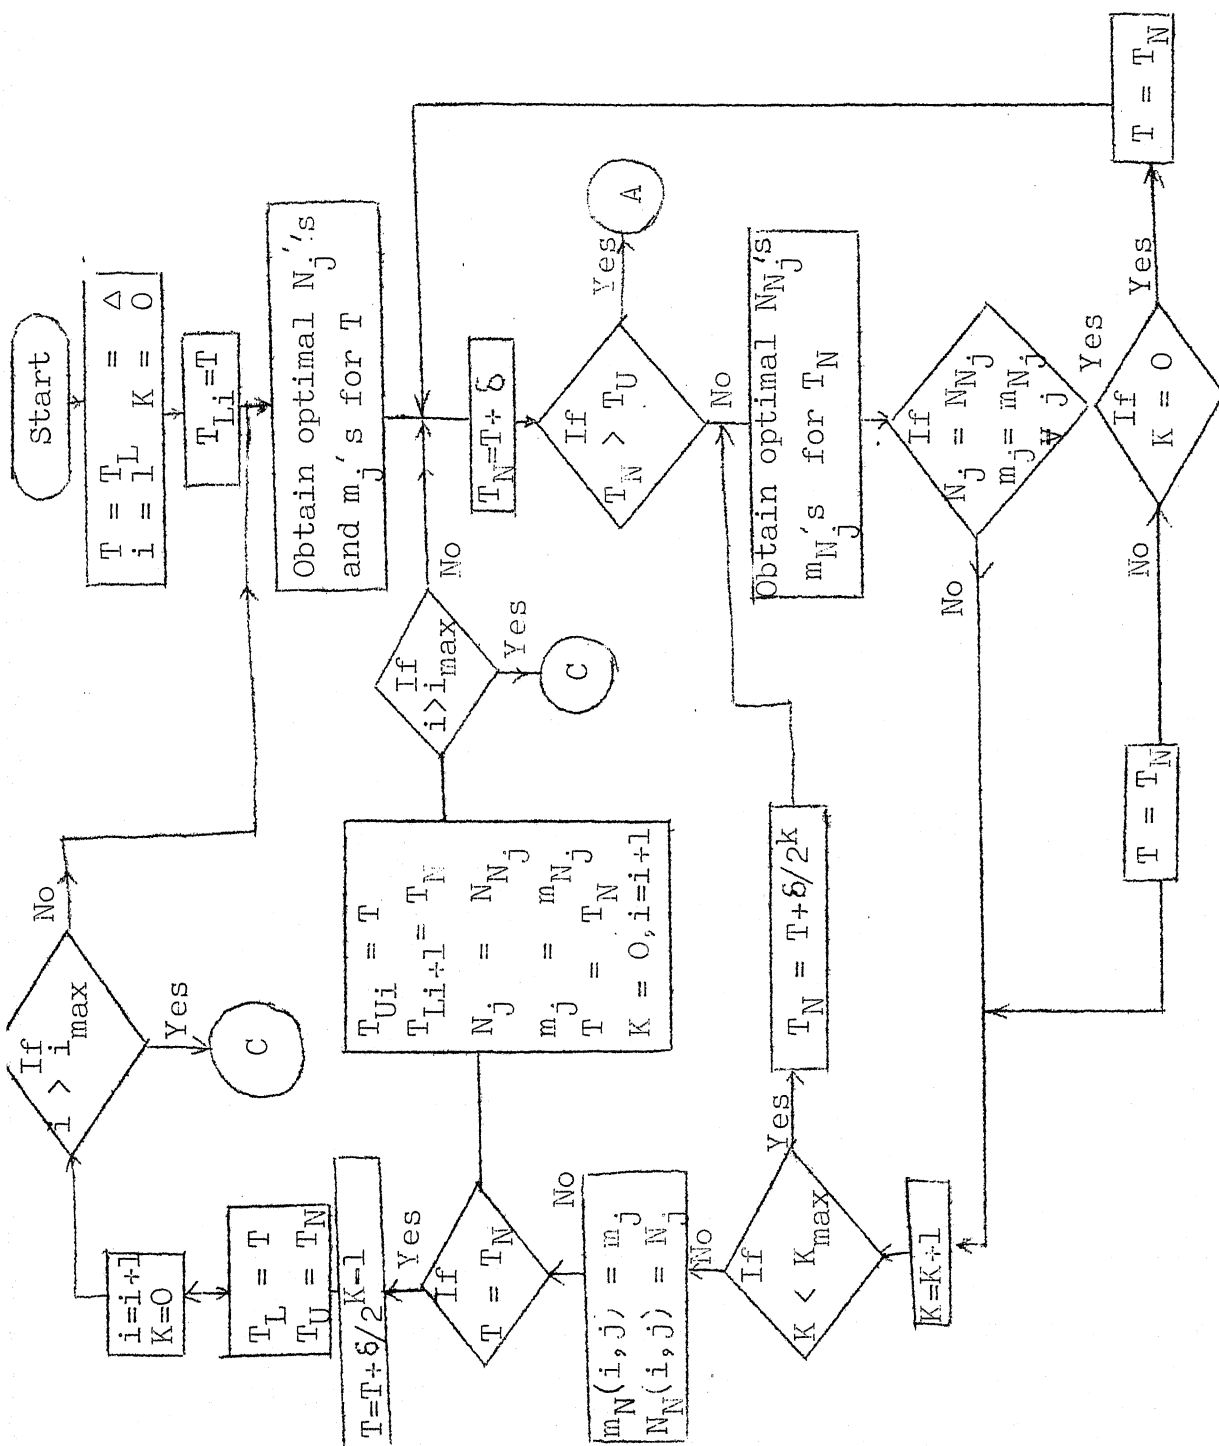 Start
T = T_L = Δ
i = 1 K = 0
T_Li=T
Obtain optimal N_j's
and m_j's for T
T_N=T+δ
If
T_N > T_U
Yes
A
No
Obtain optimal N_Nj's
m_Nj's for T_N
If
N_j = N_Nj
m_j = m_Nj
∀ j
Yes
No
If
K = 0
Yes
T = T_N
No
T = T_N
K=K+1
If
K < K_max
Yes
T_N = T+δ/2^k
No
m_N(i,j) = m_j
N_N(i,j) = N_j
If
T = T_N
No
T_Ui = T
T_Li+1 = T_N
N_j = N_Nj
m_j = m_Nj
T = T_N
K = 0,i=i+1
If
i>i_max
No
Yes
C
Yes
T=T+δ/2^K-1
T_L = T
T_U = T_N
i=i+1
K=0
If
i > i_max
No
Yes
C